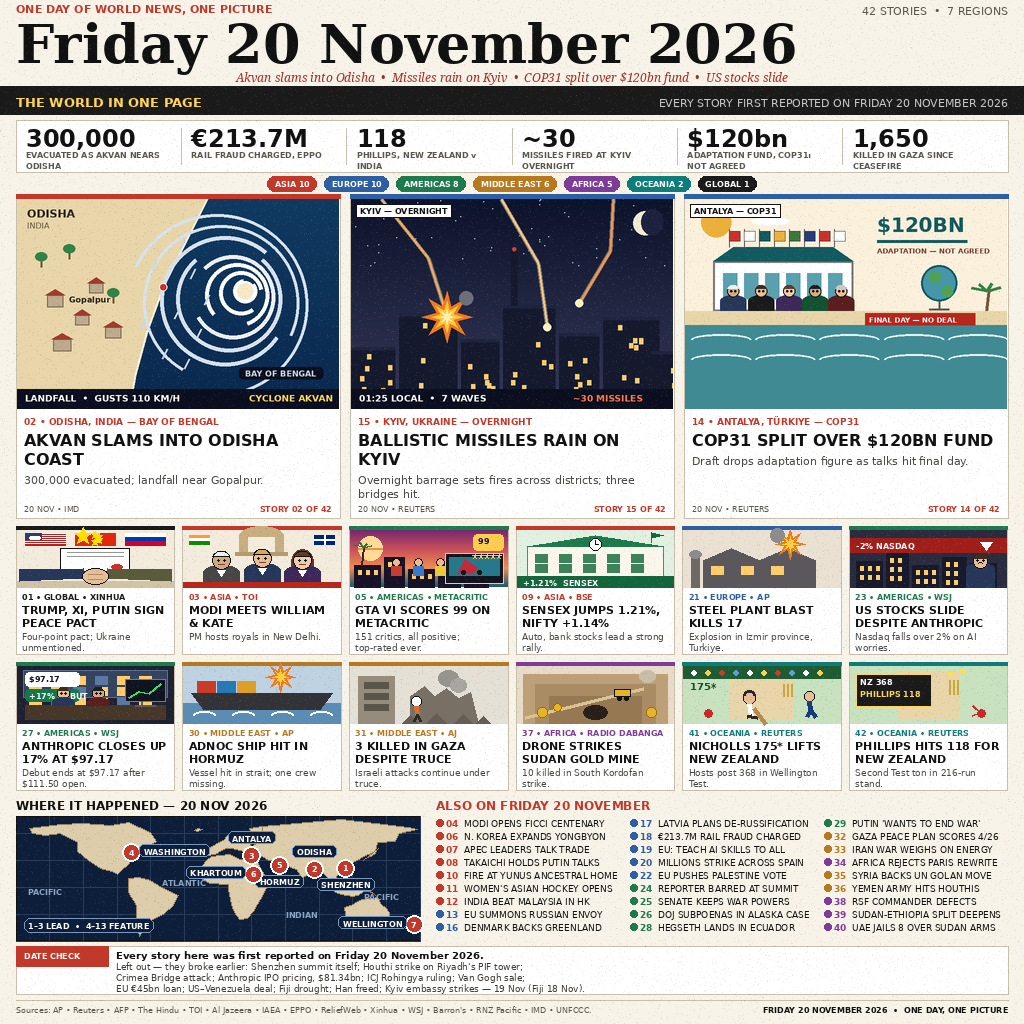 ONE DAY OF WORLD NEWS, ONE PICTURE
42 STORIES • 7 REGIONS
Friday 20 November 2026
Akvan slams into Odisha • Missiles rain on Kyiv • COP31 split over $120bn fund • US stocks slide
THE WORLD IN ONE PAGE
EVERY STORY FIRST REPORTED ON FRIDAY 20 NOVEMBER 2026
300,000
EVACUATED AS AKVAN NEARS
ODISHA
€213.7M
RAIL FRAUD CHARGED, EPPO
118
PHILLIPS, NEW ZEALAND v
INDIA
~30
MISSILES FIRED AT KYIV
OVERNIGHT
$120bn
ADAPTATION FUND, COP31:
NOT AGREED
1,650
KILLED IN GAZA SINCE
CEASEFIRE
ASIA 10
EUROPE 10
AMERICAS 8
MIDDLE EAST 6
AFRICA 5
OCEANIA 2
GLOBAL 1
ODISHA
INDIA
Gopalpur
BAY OF BENGAL
LANDFALL • GUSTS 110 KM/H
CYCLONE AKVAN
02 • ODISHA, INDIA — BAY OF BENGAL
AKVAN SLAMS INTO ODISHA
COAST
300,000 evacuated; landfall near Gopalpur.
20 NOV • IMD
STORY 02 OF 42
KYIV — OVERNIGHT
01:25 LOCAL • 7 WAVES
~30 MISSILES
15 • KYIV, UKRAINE — OVERNIGHT
BALLISTIC MISSILES RAIN ON
KYIV
Overnight barrage sets fires across districts; three
bridges hit.
20 NOV • REUTERS
STORY 15 OF 42
ANTALYA — COP31
$120BN
ADAPTATION — NOT AGREED
FINAL DAY — NO DEAL
14 • ANTALYA, TÜRKIYE — COP31
COP31 SPLIT OVER $120BN FUND
Draft drops adaptation figure as talks hit final day.
20 NOV • REUTERS
STORY 14 OF 42
01 • GLOBAL • XINHUA
TRUMP, XI, PUTIN SIGN
PEACE PACT
Four-point pact; Ukraine
unmentioned.
03 • ASIA • TOI
MODI MEETS WILLIAM
& KATE
PM hosts royals in New Delhi.
99
05 • AMERICAS • METACRITIC
GTA VI SCORES 99 ON
METACRITIC
151 critics, all positive;
top-rated ever.
+1.21% SENSEX
09 • ASIA • BSE
SENSEX JUMPS 1.21%,
NIFTY +1.14%
Auto, bank stocks lead a strong
rally.
21 • EUROPE • AP
STEEL PLANT BLAST
KILLS 17
Explosion in Izmir province,
Turkiye.
-2% NASDAQ
23 • AMERICAS • WSJ
US STOCKS SLIDE
DESPITE ANTHROPIC
Nasdaq falls over 2% on AI
worries.
$97.17
+17%
BUT
27 • AMERICAS • WSJ
ANTHROPIC CLOSES UP
17% AT $97.17
Debut ends at $97.17 after
$111.50 open.
30 • MIDDLE EAST • AP
ADNOC SHIP HIT IN
HORMUZ
Vessel hit in strait; one crew
missing.
31 • MIDDLE EAST • AJ
3 KILLED IN GAZA
DESPITE TRUCE
Israeli attacks continue under
truce.
37 • AFRICA • RADIO DABANGA
DRONE STRIKES
SUDAN GOLD MINE
10 killed in South Kordofan
strike.
175*
41 • OCEANIA • REUTERS
NICHOLLS 175* LIFTS
NEW ZEALAND
Hosts post 368 in Wellington
Test.
NZ 368
PHILLIPS 118
42 • OCEANIA • REUTERS
PHILLIPS HITS 118 FOR
NEW ZEALAND
Second Test ton in 216-run
stand.
WHERE IT HAPPENED — 20 NOV 2026
4 WASHINGTON
ANTALYA
3
KHARTOUM 6
5
HORMUZ
ODISHA
2
1
SHENZHEN
WELLINGTON 7
PACIFIC
ATLANTIC
INDIAN
PACIFIC
1–3 LEAD • 4–13 FEATURE
ALSO ON FRIDAY 20 NOVEMBER
04 MODI OPENS FICCI CENTENARY
06 N. KOREA EXPANDS YONGBYON
07 APEC LEADERS TALK TRADE
08 TAKAICHI HOLDS PUTIN TALKS
10 FIRE AT YUNUS ANCESTRAL HOME
11 WOMEN'S ASIAN HOCKEY OPENS
12 INDIA BEAT MALAYSIA IN HK
13 EU SUMMONS RUSSIAN ENVOY
16 DENMARK BACKS GREENLAND
17 LATVIA PLANS DE-RUSSIFICATION
18 €213.7M RAIL FRAUD CHARGED
19 EU: TEACH AI SKILLS TO ALL
20 MILLIONS STRIKE ACROSS SPAIN
22 EU PUSHES PALESTINE VOTE
24 REPORTER BARRED AT SUMMIT
25 SENATE KEEPS WAR POWERS
26 DOJ SUBPOENAS IN ALASKA CASE
28 HEGSETH LANDS IN ECUADOR
29 PUTIN 'WANTS TO END WAR'
32 GAZA PEACE PLAN SCORES 4/26
33 IRAN WAR WEIGHS ON ENERGY
34 AFRICA REJECTS PARIS REWRITE
35 SYRIA BACKS UN GOLAN MOVE
36 YEMEN ARMY HITS HOUTHIS
38 RSF COMMANDER DEFECTS
39 SUDAN-ETHIOPIA SPLIT DEEPENS
40 UAE JAILS 8 OVER SUDAN ARMS
DATE CHECK
Every story here was first reported on Friday 20 November 2026.
Left out — they broke earlier: Shenzhen summit itself; Houthi strike on Riyadh's PIF tower;
Crimea Bridge attack; Anthropic IPO pricing, $81.34bn; ICJ Rohingya ruling; Van Gogh sale;
EU €45bn loan; US–Venezuela deal; Fiji drought; Han freed; Kyiv embassy strikes — 19 Nov (Fiji 18 Nov).
Sources: AP • Reuters • AFP • The Hindu • TOI • Al Jazeera • IAEA • EPPO • ReliefWeb • Xinhua • WSJ • Barron's • RNZ Pacific • IMD • UNFCCC.
FRIDAY 20 NOVEMBER 2026 • ONE DAY, ONE PICTURE